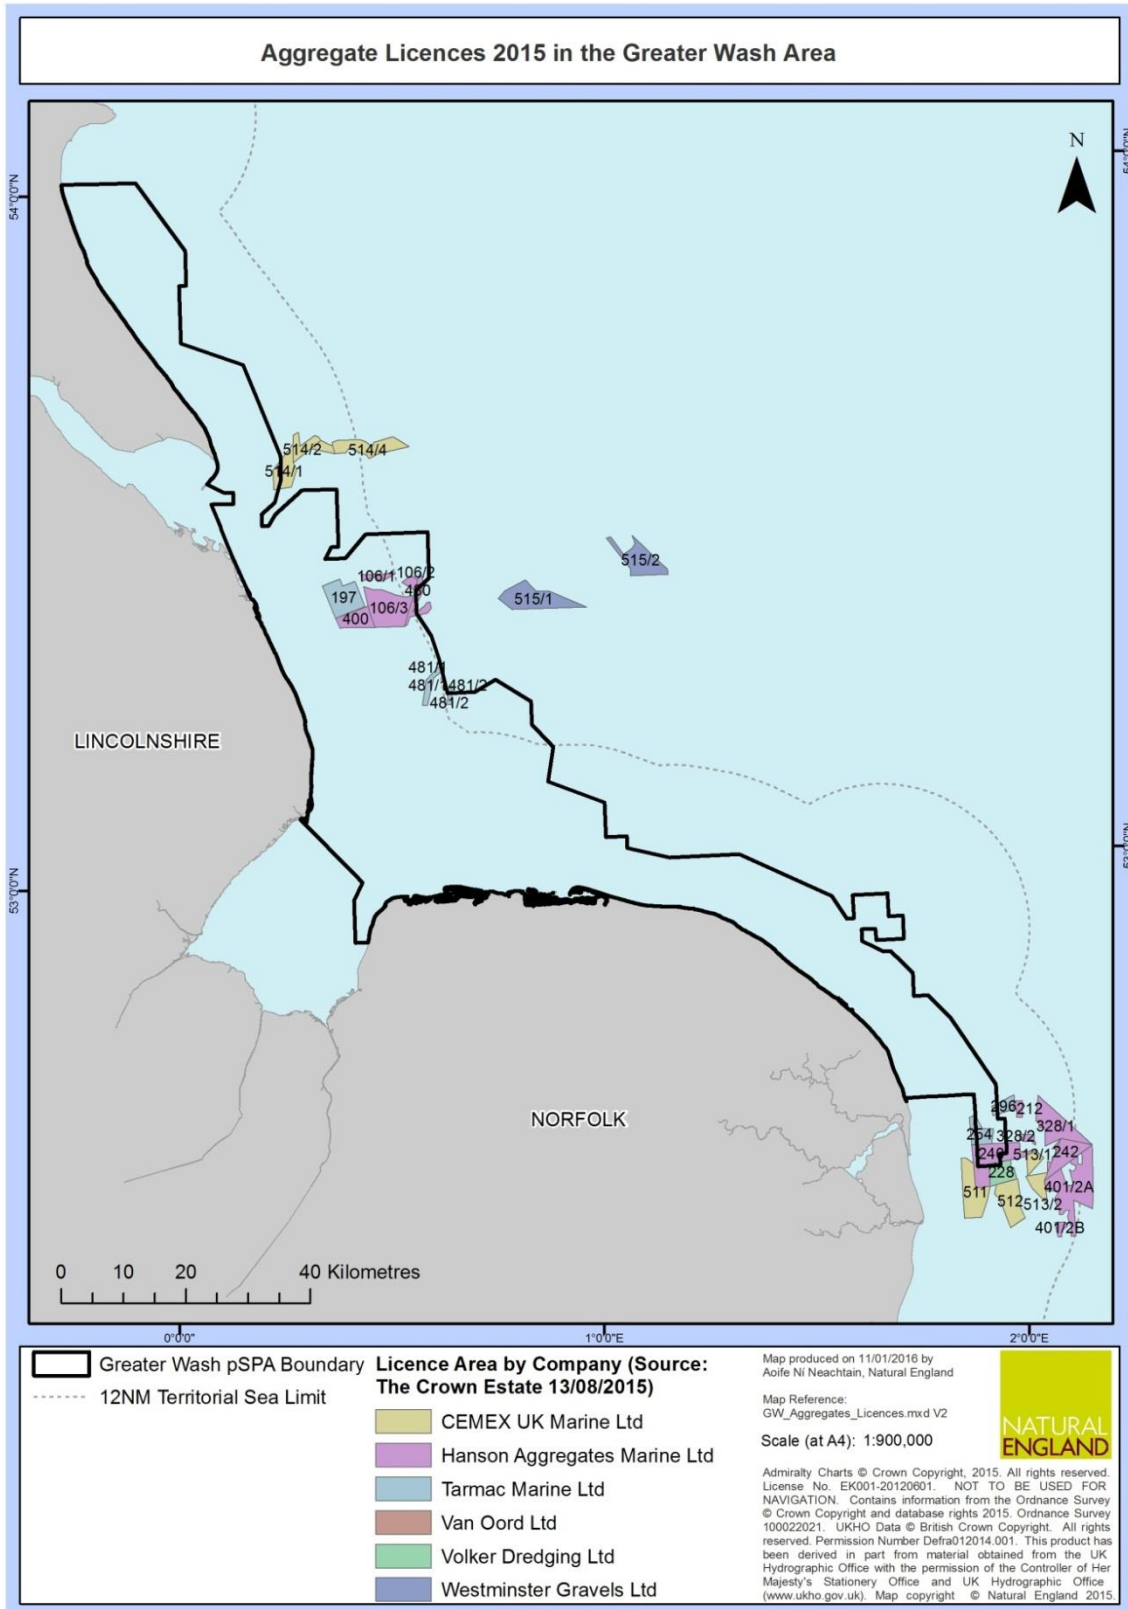 Aggregate Licences 2015 in the Greater Wash Area
N
54°0'0"N
54°0'0"N
514/2
514/4
514/1
515/2
106/1
106/2
197
480
106/3
515/1
400
481/1
481/1
481/2
481/2
LINCOLNSHIRE
53°0'0"N
53°0'0"N
NORFOLK
296
212
328/1
254
328/2
240
513/1
242
228
511
401/2A
512
513/2
401/2B
0 10 20 40 Kilometres
0°0'0"
1°0'0"E
2°0'0"E
Greater Wash pSPA Boundary
12NM Territorial Sea Limit
Licence Area by Company (Source:
The Crown Estate 13/08/2015)
CEMEX UK Marine Ltd
Hanson Aggregates Marine Ltd
Tarmac Marine Ltd
Van Oord Ltd
Volker Dredging Ltd
Westminster Gravels Ltd
Map produced on 11/01/2016 by
Aoife Ní Neachtain, Natural England
Map Reference:
GW_Aggregates_Licences.mxd V2
Scale (at A4): 1:900,000
NATURAL
ENGLAND
Admiralty Charts © Crown Copyright, 2015. All rights reserved.
License No. EK001-20120601. NOT TO BE USED FOR
NAVIGATION. Contains information from the Ordnance Survey
© Crown Copyright and database rights 2015. Ordnance Survey
100022021. UKHO Data © British Crown Copyright. All rights
reserved. Permission Number Defra012014.001. This product has
been derived in part from material obtained from the UK
Hydrographic Office with the permission of the Controller of Her
Majesty's Stationery Office and UK Hydrographic Office
(www.ukho.gov.uk). Map copyright © Natural England 2015.